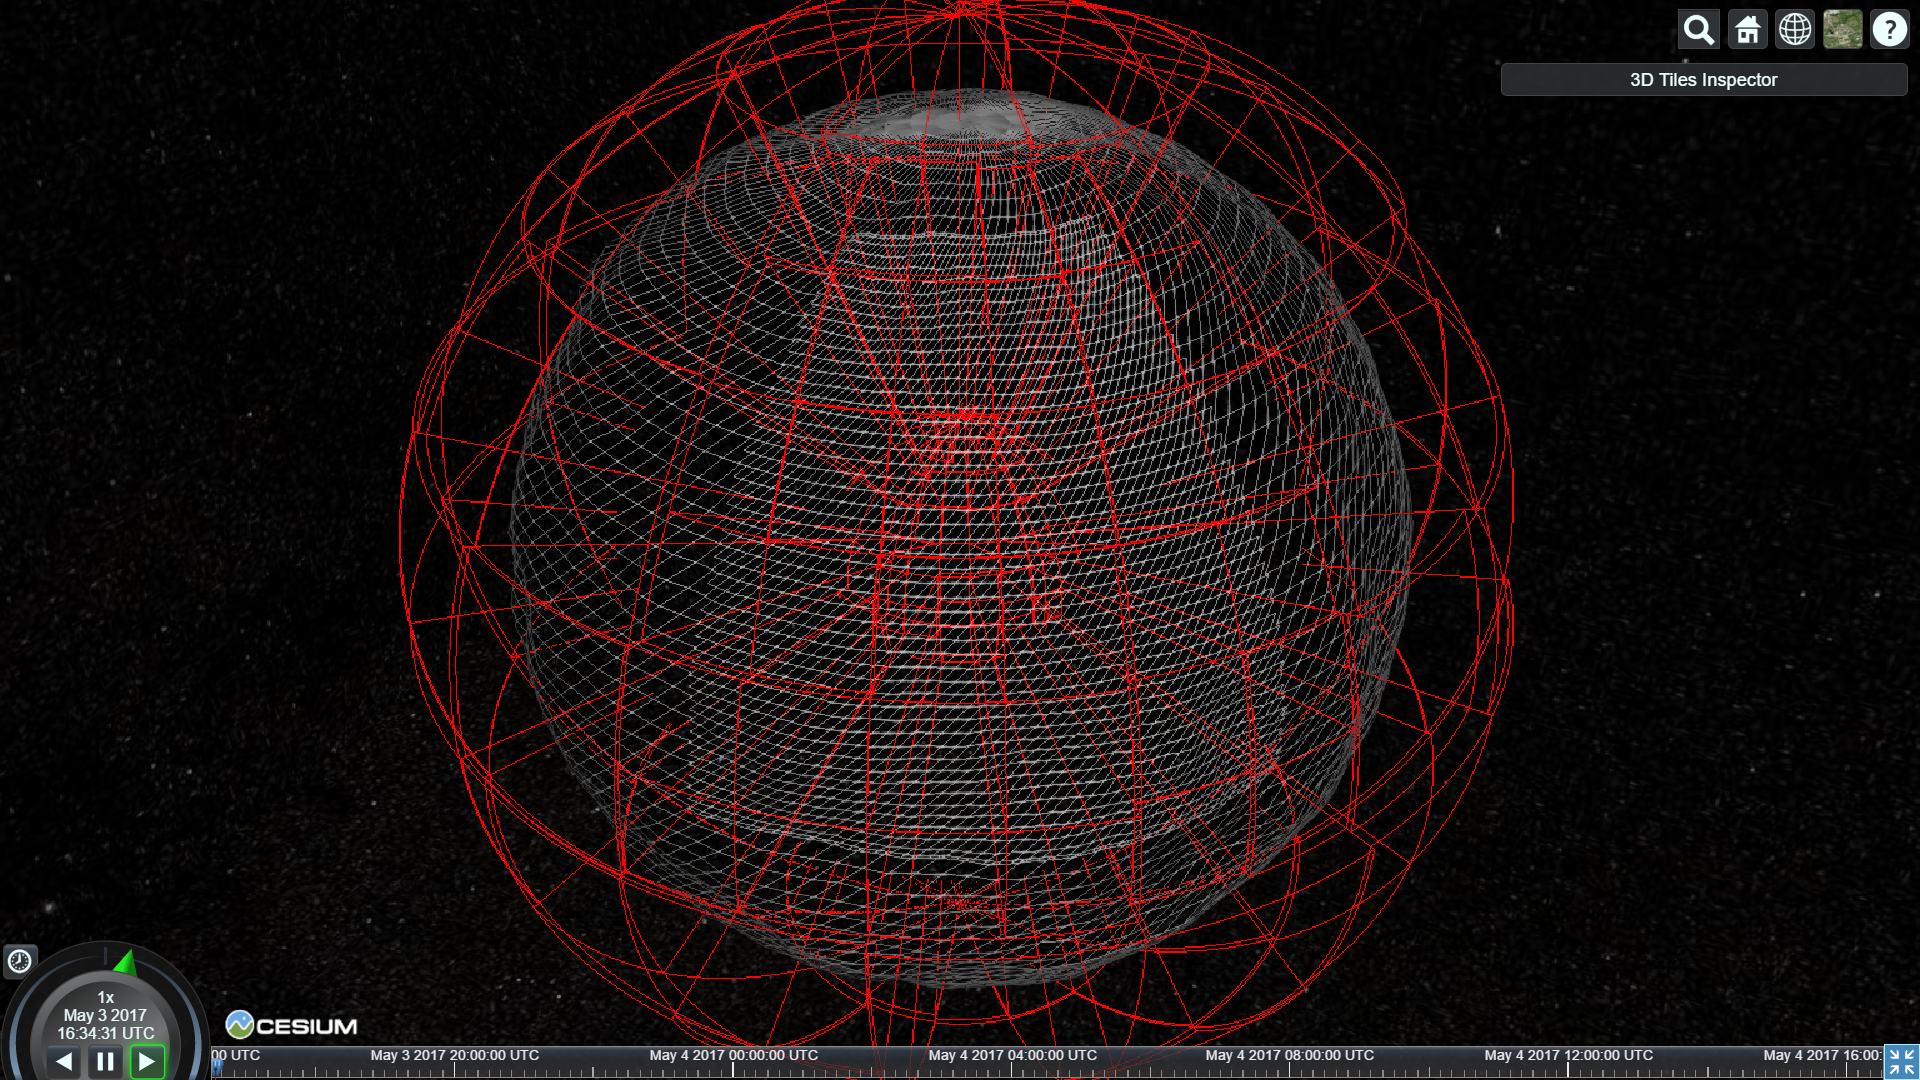 ?
3D Tiles Inspector
1x
May 3 2017
16:34:31 UTC
CESIUM
00 UTC
May 3 2017 20:00:00 UTC
May 4 2017 00:00:00 UTC
May 4 2017 04:00:00 UTC
May 4 2017 08:00:00 UTC
May 4 2017 12:00:00 UTC
May 4 2017 16:00: